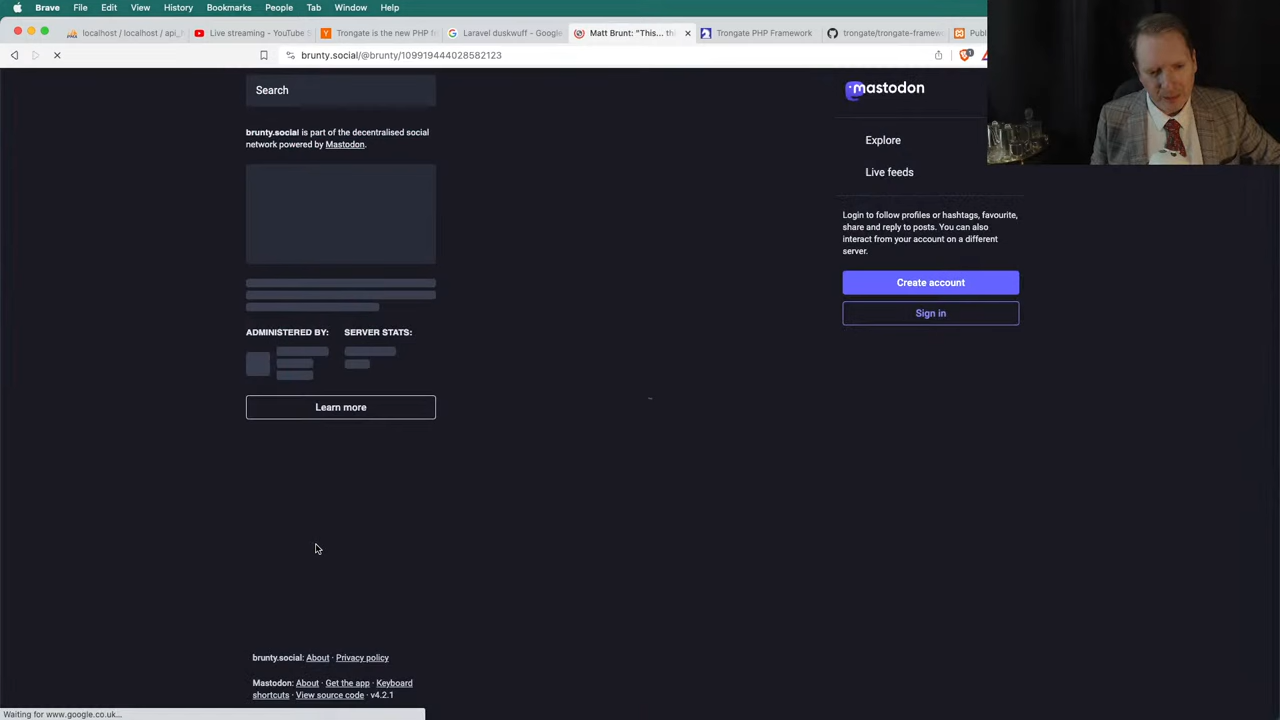 Brave File Edit View History Bookmarks People Tab Window Help
localhost / localhost / api_
Live streaming - YouTube S
Trongate is the new PHP f
Laravel duskwuff - Google
Matt Brunt: "This... thi
Trongate PHP Framework
trongate/trongate-framew
Publ
brunty.social/@brunty/109919444028582123
1
Search
brunty.social is part of the decentralised social
network powered by Mastodon.
ADMINISTERED BY:
SERVER STATS:
Learn more
brunty.social: About · Privacy policy
Mastodon: About · Get the app · Keyboard
shortcuts · View source code · v4.2.1
mastodon
Explore
Live feeds
Login to follow profiles or hashtags, favourite,
share and reply to posts. You can also
interact from your account on a different
server.
Create account
Sign in
Waiting for www.google.co.uk...